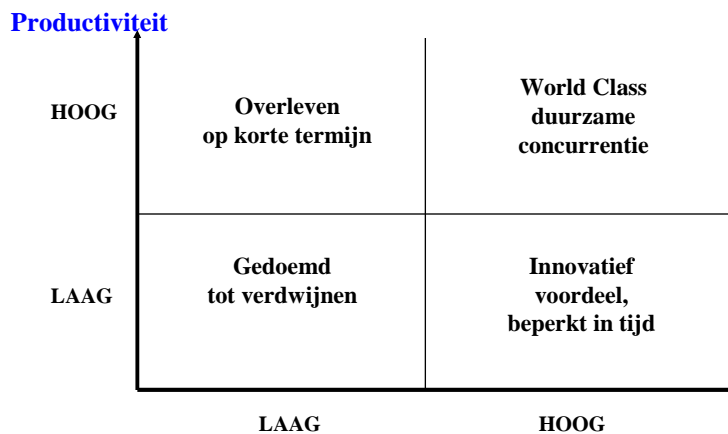 Productiviteit
HOOG
Overleven
op korte termijn
World Class
duurzame
concurrentie
LAAG
Gedoemd
tot verdwijnen
Innovatief
voordeel,
beperkt in tijd
LAAG
HOOG